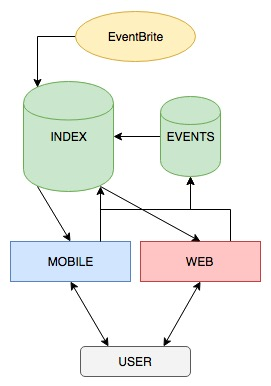 EventBrite
INDEX
EVENTS
MOBILE
WEB
USER